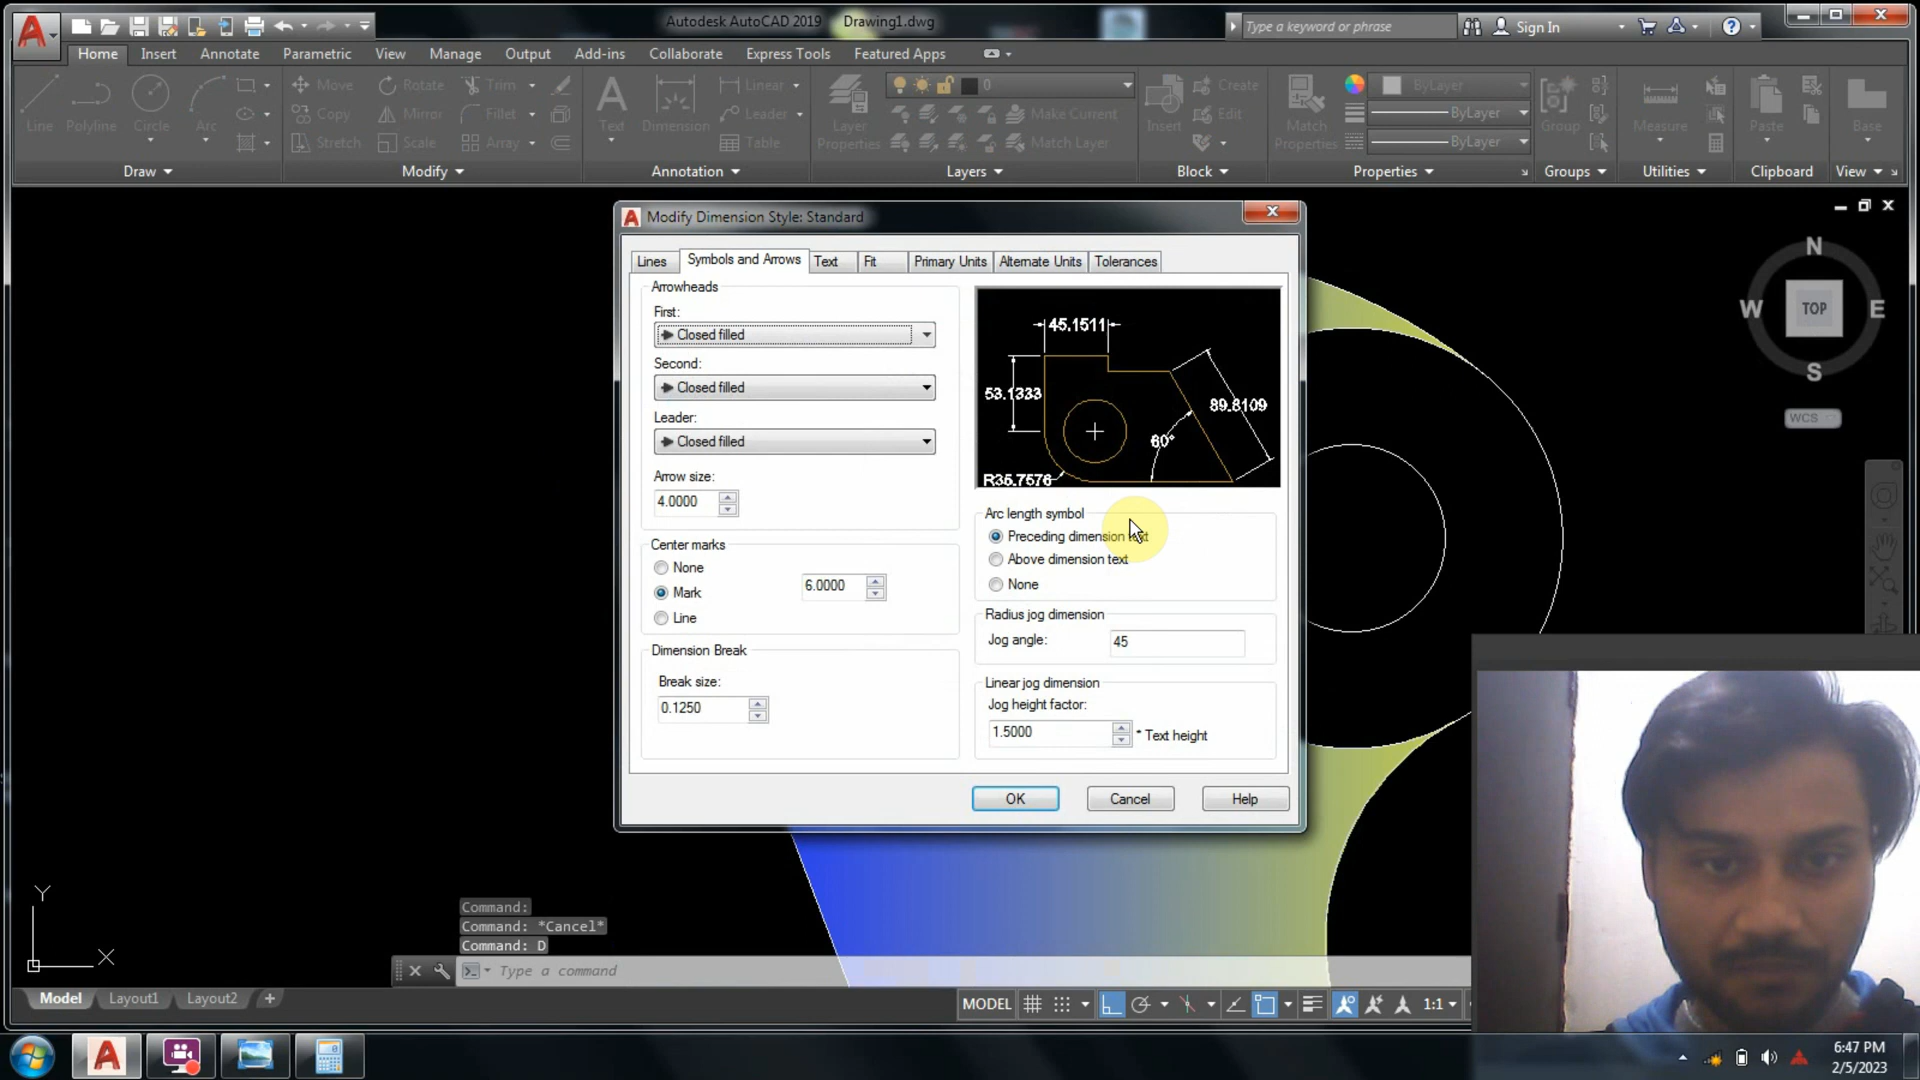 Autodesk AutoCAD 2019 Drawing1.dwg
Type a keyword or phrase
Sign In
Home Insert Annotate Parametric View Manage Output Add-ins Collaborate Express Tools Featured Apps
Line Polyline Circle Arc
Move Rotate Trim
Copy Mirror Fillet
Stretch Scale Array
Text Dimension
Linear
Leader
Table
Layer Properties
0
Make Current
Match Layer
Insert
Create
Edit
Match Properties
ByLayer
ByLayer
ByLayer
Group
Measure
Paste
Base
Draw Modify Annotation Layers Block Properties Groups Utilities Clipboard View
Modify Dimension Style: Standard
Lines Symbols and Arrows Text Fit Primary Units Alternate Units Tolerances
Arrowheads
First:
Closed filled
Second:
Closed filled
Leader:
Closed filled
Arrow size:
4.0000
Center marks
None
Mark
6.0000
Line
Dimension Break
Break size:
0.1250
45.1511
53.1333
89.8109
60°
R35.7576
Arc length symbol
Preceding dimension text
Above dimension text
None
Radius jog dimension
Jog angle:
45
Linear jog dimension
Jog height factor:
1.5000
* Text height
OK Cancel Help
N
W TOP E
S
WCS
Y
X
Command:
Command: *Cancel*
Command: D
Type a command
Model Layout1 Layout2 +
MODEL
1:1
6:47 PM
2/5/2023